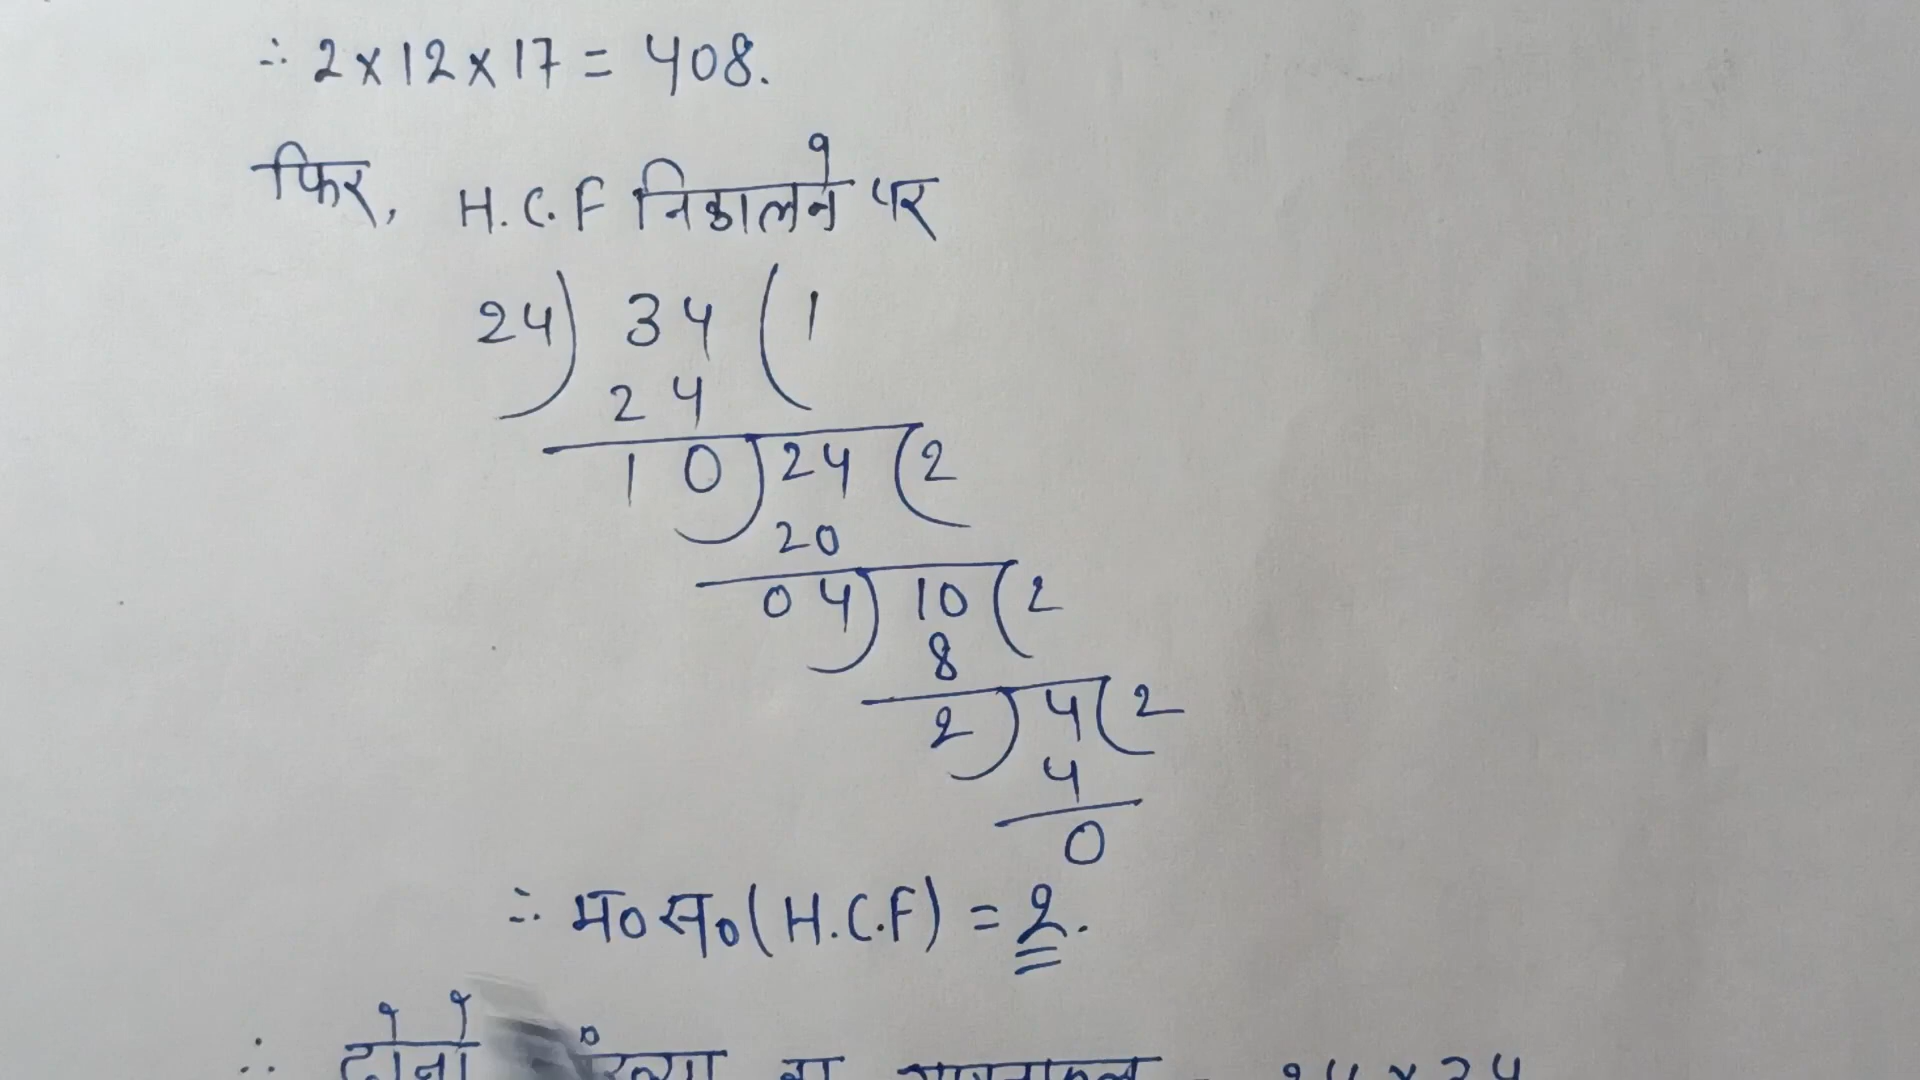 ∴ 2 × 12 × 17 = 408.
फिर, H.C.F निकालने पर
24) 34 (1
24
10) 24 (2
20
04) 10 (2
8
2) 4 (2
4
0
∴ म० स० (H.C.F) = 2.
∴ दोनों